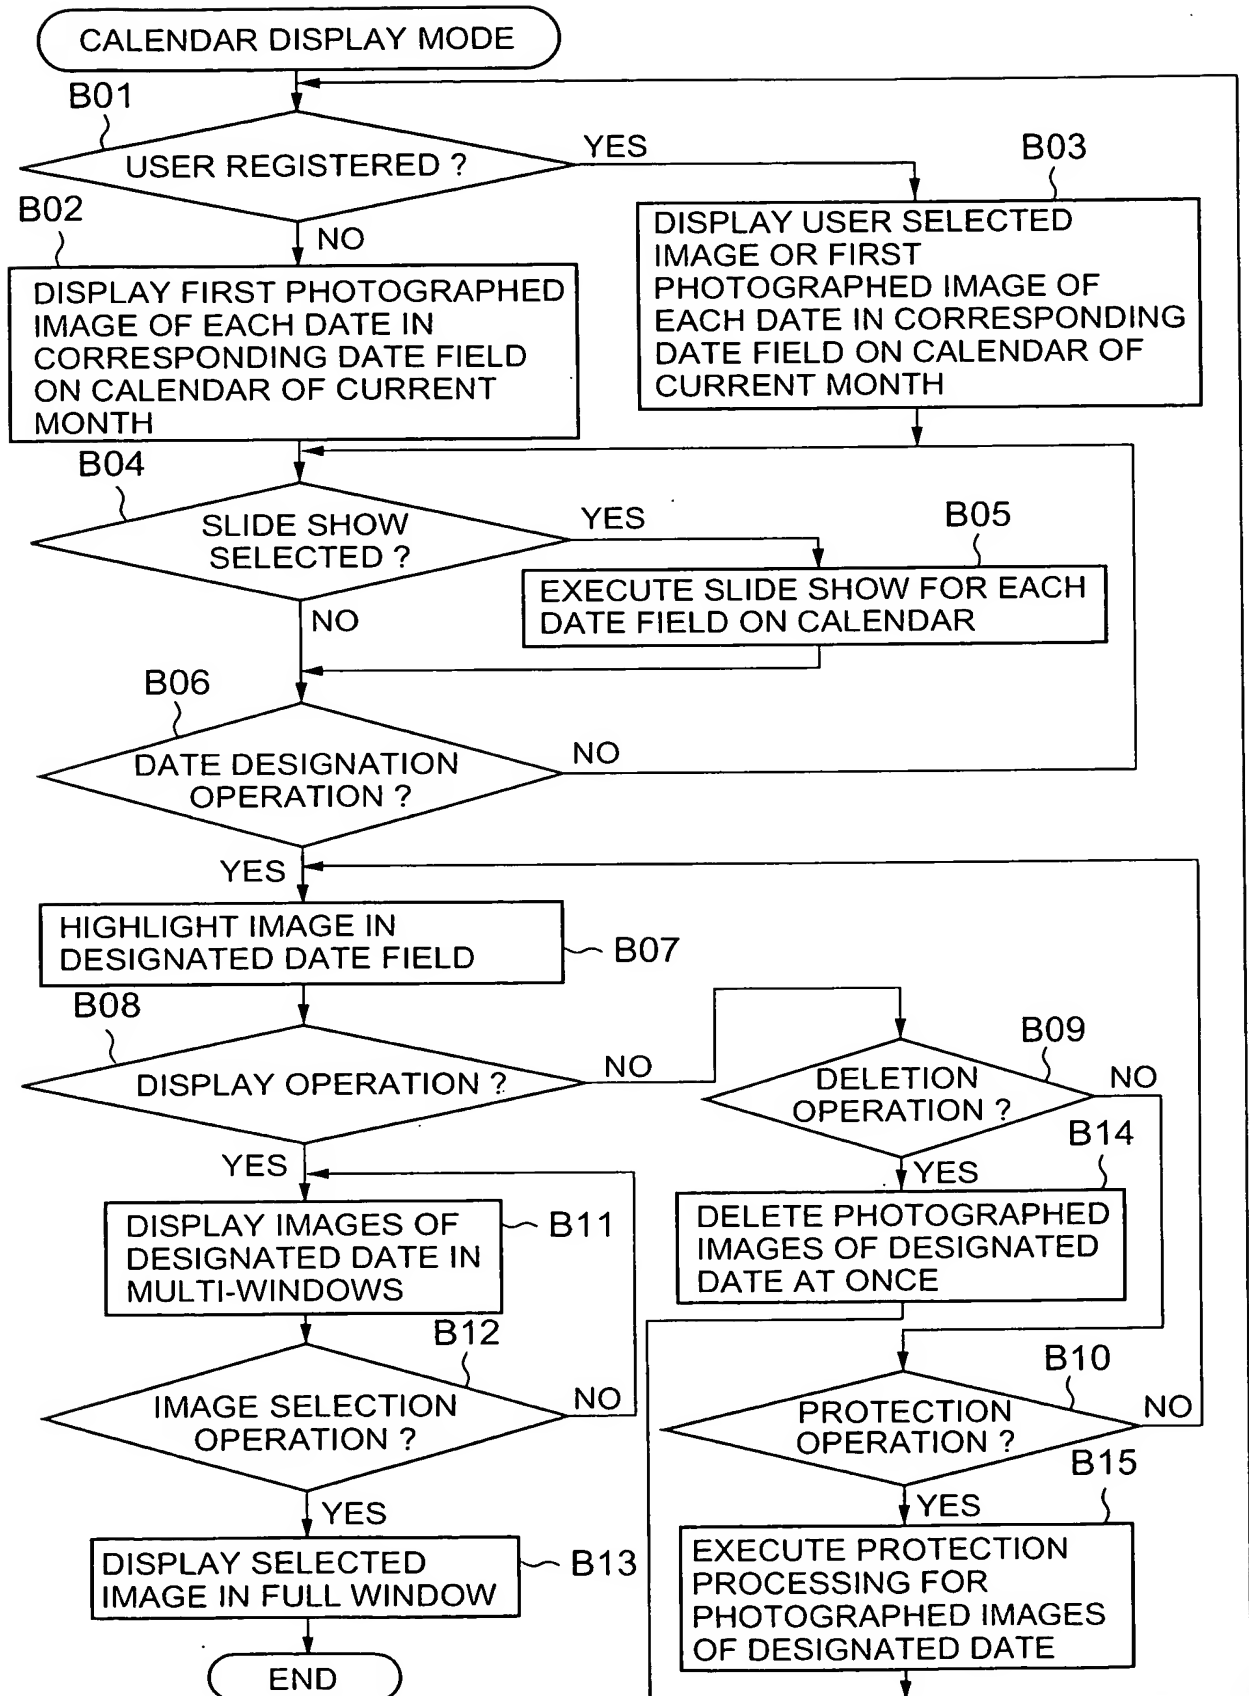 CALENDAR DISPLAY MODE
B01
USER REGISTERED ?
YES
B03
B02
NO
DISPLAY USER SELECTED
IMAGE OR FIRST
PHOTOGRAPHED IMAGE OF
EACH DATE IN CORRESPONDING
DATE FIELD ON CALENDAR OF
CURRENT MONTH
DISPLAY FIRST PHOTOGRAPHED
IMAGE OF EACH DATE IN
CORRESPONDING DATE FIELD
ON CALENDAR OF CURRENT
MONTH
B04
SLIDE SHOW
SELECTED ?
YES
B05
EXECUTE SLIDE SHOW FOR EACH
DATE FIELD ON CALENDAR
NO
B06
DATE DESIGNATION
OPERATION ?
NO
YES
HIGHLIGHT IMAGE IN
DESIGNATED DATE FIELD
B07
B08
DISPLAY OPERATION ?
NO
B09
DELETION
OPERATION ?
NO
YES
B14
YES
DISPLAY IMAGES OF
DESIGNATED DATE IN
MULTI-WINDOWS
B11
DELETE PHOTOGRAPHED
IMAGES OF DESIGNATED
DATE AT ONCE
B12
IMAGE SELECTION
OPERATION ?
NO
B10
PROTECTION
OPERATION ?
NO
B15
YES
YES
DISPLAY SELECTED
IMAGE IN FULL WINDOW
B13
EXECUTE PROTECTION
PROCESSING FOR
PHOTOGRAPHED IMAGES
OF DESIGNATED DATE
END